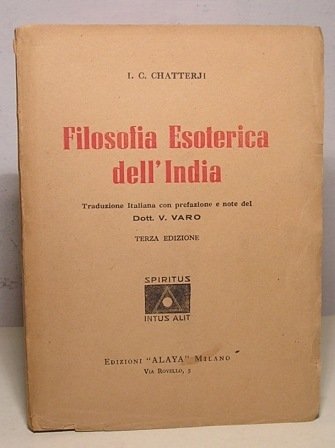 I. C. CHATTERJI
Filosofia Esoterica
dell'India
Traduzione Italiana con prefazione e note del
Dott. V. VARO
TERZA EDIZIONE
SPIRITUS
INTUS ALIT
EDIZIONI "ALAYA" MILANO
VIA ROVELLO, 5